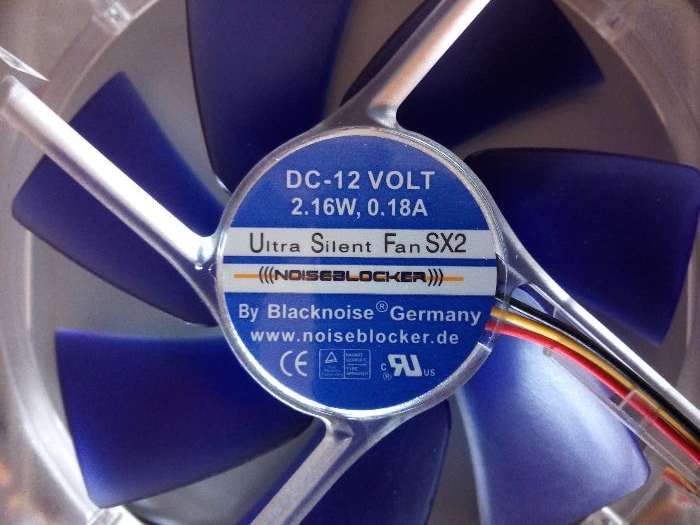 DC-12 VOLT
2.16W, 0.18A
Ultra Silent Fan SX2
(((NOISEBLOCKER)))
By Blacknoise® Germany
www.noiseblocker.de
CE
c RU ® US